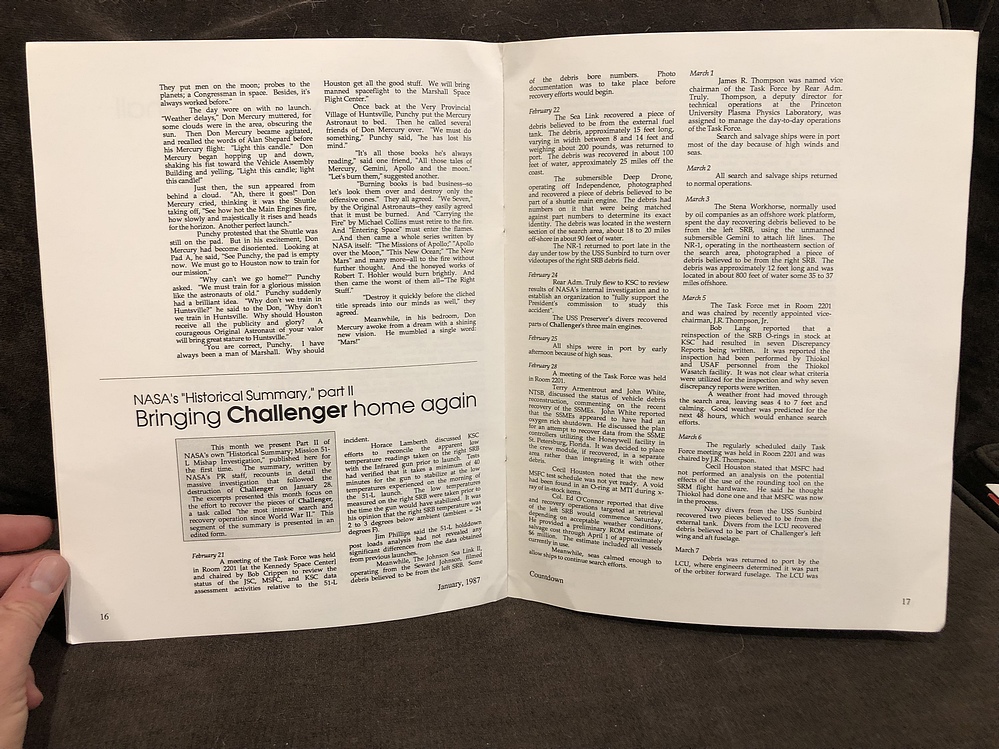 They put men on the moon; probes to the
planets; a Congressman in space. Besides, it's
always worked before."
The day wore on with no launch.
"Weather delays," Don Mercury muttered, for
some clouds were in the area, obscuring the
sun. Then Don Mercury became agitated,
and recalled the words of Alan Shepard before
his Mercury flight: "Light this candle." Don
Mercury began hopping up and down,
shaking his fist toward the Vehicle Assembly
Building and yelling, "Light this candle; light
this candle!"
Just then, the sun appeared from
behind a cloud. "Ah, there it goes!" Don
Mercury cried, thinking it was the Shuttle
taking off, "See how hot the Main Engines fire,
how slowly and majestically it rises and heads
for the horizon. Another perfect launch."
Punchy protested that the Shuttle was
still on the pad. But in his excitement, Don
Mercury had become disoriented. Looking at
Pad A, he said, "See Punchy, the pad is empty
now. We must go to Houston now to train for
our mission."
"Why can't we go home?" Punchy
asked. "We must train for a glorious mission
like the astronauts of old." Punchy suddenly
had a brilliant idea. "Why don't we train in
Huntsville?" he said to the Don, "Why don't
we train in Huntsville. Why should Houston
receive all the publicity and glory? A
courageous Original Astronaut of your valor
will bring great stature to Huntsville."
"You are correct, Punchy. I have
always been a man of Marshall. Why should
Houston get all the good stuff. We will bring
manned spaceflight to the Marshall Space
Flight Center."
Once back at the Very Provincial
Village of Huntsville, Punchy put the Mercury
Astronaut to bed. Then he called several
friends of Don Mercury over. "We must do
something," Punchy said, "he has lost his
mind."
"It's all those books he's always
reading," said one friend, "All those tales of
Mercury, Gemini, Apollo and the moon."
"Let's burn them," suggested another.
"Burning books is bad business--so
let's look them over and destroy only the
offensive ones." They all agreed. "We Seven,"
by the Original Astronauts--they easily agreed
that it must be burned. And "Carrying the
Fire" by Michael Collins must retire to the fire.
And "Entering Space" must enter the flames.
....And then came a whole series written by
NASA itself: "The Missions of Apollo," "Apollo
over the Moon," "This New Ocean," "The New
Mars" and many more--all to the fire without
further thought. And the honeyed works of
Robert T. Hohler would burn brightly. And
then came the worst of them all--"The Right
Stuff."
"Destroy it quickly before the cliched
title spreads into our minds as well," they
agreed.
Meanwhile, in his bedroom, Don
Mercury awoke from a dream with a shining
new vision. He mumbled a single word:
"Mars!"
NASA's "Historical Summary," part II
Bringing Challenger home again
This month we present Part II of
NASA's own "Historical Summary; Mission 51-
L Mishap Investigation," published here for
the first time. The summary, written by
NASA's PR staff, recounts in detail the
massive investigation that followed the
destruction of Challenger on January 28.
The excerpts presented this month focus on
the effort to recover the pieces of Challenger,
a task called "the most intense search and
recovery operation since World War II." This
segment of the summary is presented in an
edited form.
February 21
A meeting of the Task Force was held
in Room 2201 [at the Kennedy Space Center]
and chaired by Bob Crippen to review the
status of the JSC, MSFC, and KSC data
assessment activities relative to the 51-L
incident.
Horace Lamberth discussed KSC
efforts to reconcile the apparent low
temperature readings taken on the right SRB
with the Infrared gun prior to launch. Tests
had verified that it takes a minimum of 40
minutes for the gun to stabilize at the low
temperatures experienced on the morning of
the 51-L launch. The low temperatures
measured on the right SRB were taken prior to
the time the gun would have stabilized. It was
his opinion that the right SRB temperature was
2 to 3 degrees below ambient (ambient = 24
degrees F).
Jim Phillips said the 51-L holddown
post loads analysis had not revealed any
significant differences from the data obtained
from previous launches.
Meanwhile, The Johnson Sea Link II,
operating from the Seward Johnson, filmed
debris believed to be from the left SRB. Some
January, 1987
16
of the debris bore numbers. Photo
documentation was to take place before
recovery efforts would begin.
February 22
The Sea Link recovered a piece of
debris believed to be from the external fuel
tank. The debris, approximately 15 feet long,
varying in width between 8 and 14 feet and
weighing about 200 pounds, was returned to
port. The debris was recovered in about 100
feet of water, approximately 25 miles off the
coast.
The submersible Deep Drone,
operating off Independence, photographed
and recovered a piece of debris believed to be
part of a shuttle main engine. The debris had
numbers on it that were being matched
against part numbers to determine its exact
identity. The debris was located in the western
section of the search area, about 18 to 20 miles
off-shore in about 90 feet of water.
The NR-1 returned to port late in the
day under tow by the USS Sunbird to turn over
videotapes of the right SRB debris field.
February 24
Rear Adm. Truly flew to KSC to review
results of NASA's internal investigation and to
establish an organization to "fully support the
President's commission to study this
accident".
The USS Preserver's divers recovered
parts of Challenger's three main engines.
February 25
All ships were in port by early
afternoon because of high seas.
February 28
A meeting of the Task Force was held
in Room 2201.
Terry Armentrout and John White,
NTSB, discussed the status of vehicle debris
reconstruction, commenting on the recent
recovery of the SSMEs. John White reported
that the SSMEs appeared to have had an
oxygen rich shutdown. He discussed the plan
for an attempt to recover data from the SSME
controllers utilizing the Honeywell facility in
St. Petersburg, Florida. It was decided to place
the crew module, if recovered, in a separate
area rather than integrating it with other
debris.
Cecil Houston noted that the new
MSFC test schedule was not yet ready. A void
had been found in an O-ring at MTI during x-
ray of in-stock items.
Col. Ed O'Connor reported that dive
and recovery operations targeted at retrieval
of the left SRB would commence Saturday,
depending on acceptable weather conditions.
He provided a preliminary ROM estimate of
salvage cost through April 1 of approximately
$6 million. The estimate included all vessels
currently in use.
Meanwhile, seas calmed enough to
allow ships to continue search efforts.
Countdown
March 1
James R. Thompson was named vice
chairman of the Task Force by Rear Adm.
Truly. Thompson, a deputy director for
technical operations at the Princeton
University Plasma Physics Laboratory, was
assigned to manage the day-to-day operations
of the Task Force.
Search and salvage ships were in port
most of the day because of high winds and
seas.
March 2
All search and salvage ships returned
to normal operations.
March 3
The Stena Workhorse, normally used
by oil companies as an offshore work platform,
spent the day recovering debris believed to be
from the left SRB, using the unmanned
submersible Gemini to attach lift lines. The
NR-1, operating in the northeastern section of
the search area, photographed a piece of
debris believed to be from the right SRB. The
debris was approximately 12 feet long and was
located in about 800 feet of water some 35 to 37
miles offshore.
March 5
The Task Force met in Room 2201
and was chaired by recently appointed vice-
chairman, J.R. Thompson, Jr.
Bob Lang reported that a
reinspection of the SRB O-rings in stock at
KSC had resulted in seven Discrepancy
Reports being written. It was reported the
inspection had been performed by Thiokol
and USAF personnel from the Thiokol
Wasatch facility. It was not clear what criteria
were utilized for the inspection and why seven
discrepancy reports were written.
A weather front had moved through
the search area, leaving seas 4 to 7 feet and
calming. Good weather was predicted for the
next 48 hours, which would enhance search
efforts.
March 6
The regularly scheduled daily Task
Force meeting was held in Room 2201 and was
chaired by J.R. Thompson.
Cecil Houston stated that MSFC had
not performed an analysis on the potential
effects of the use of the rounding tool on the
SRM flight hardware. He said he thought
Thiokol had done one and that MSFC was now
in the process.
Navy divers from the USS Sunbird
recovered two pieces believed to be from the
external tank. Divers from the LCU recovered
debris believed to be part of Challenger's left
wing and aft fuselage.
March 7
Debris was returned to port by the
LCU, where engineers determined it was part
of the orbiter forward fuselage. The LCU was
17